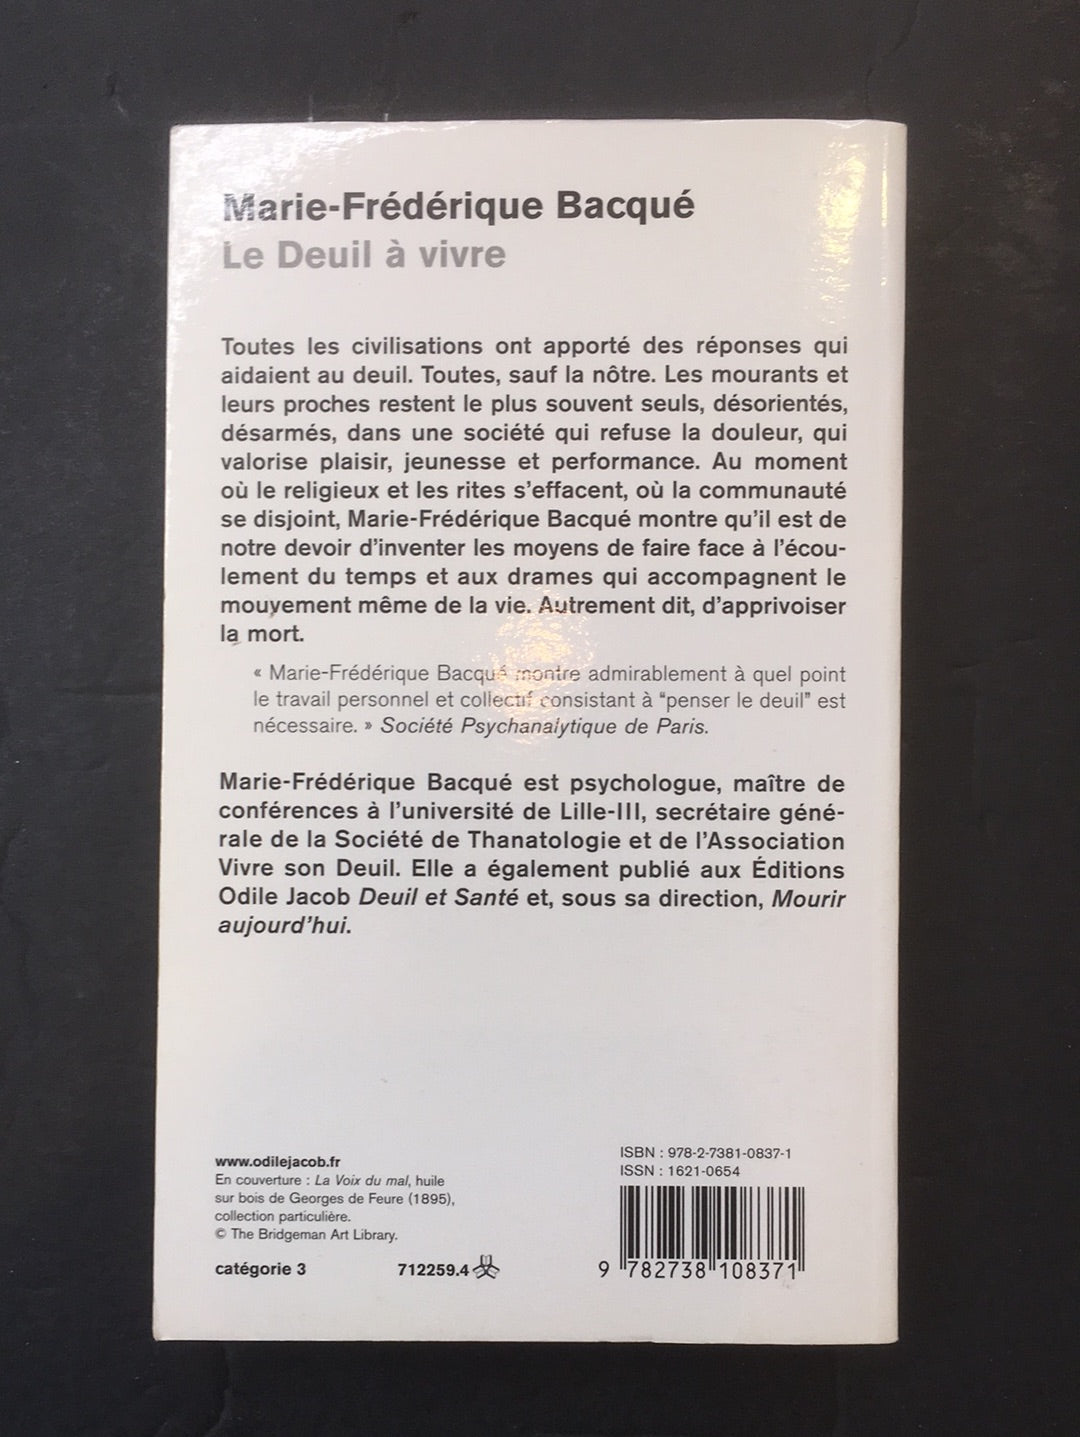 Marie-Frédérique Bacqué
Le Deuil à vivre
Toutes les civilisations ont apporté des réponses qui
aidaient au deuil. Toutes, sauf la nôtre. Les mourants et
leurs proches restent le plus souvent seuls, désorientés,
désarmés, dans une société qui refuse la douleur, qui
valorise plaisir, jeunesse et performance. Au moment
où le religieux et les rites s'effacent, où la communauté
se disjoint, Marie-Frédérique Bacqué montre qu'il est de
notre devoir d'inventer les moyens de faire face à l'écou-
lement du temps et aux drames qui accompagnent le
mouvement même de la vie. Autrement dit, d'apprivoiser
la mort.
« Marie-Frédérique Bacqué montre admirablement à quel point
le travail personnel et collectif consistant à "penser le deuil" est
nécessaire. » Société Psychanalytique de Paris.
Marie-Frédérique Bacqué est psychologue, maître de
conférences à l'université de Lille-III, secrétaire géné-
rale de la Société de Thanatologie et de l'Association
Vivre son Deuil. Elle a également publié aux Éditions
Odile Jacob Deuil et Santé et, sous sa direction, Mourir
aujourd'hui.
www.odilejacob.fr
En couverture : La Voix du mal, huile
sur bois de Georges de Feure (1895),
collection particulière.
© The Bridgeman Art Library.
catégorie 3 712259.4
ISBN : 978-2-7381-0837-1
ISSN : 1621-0654
9 782738 108371